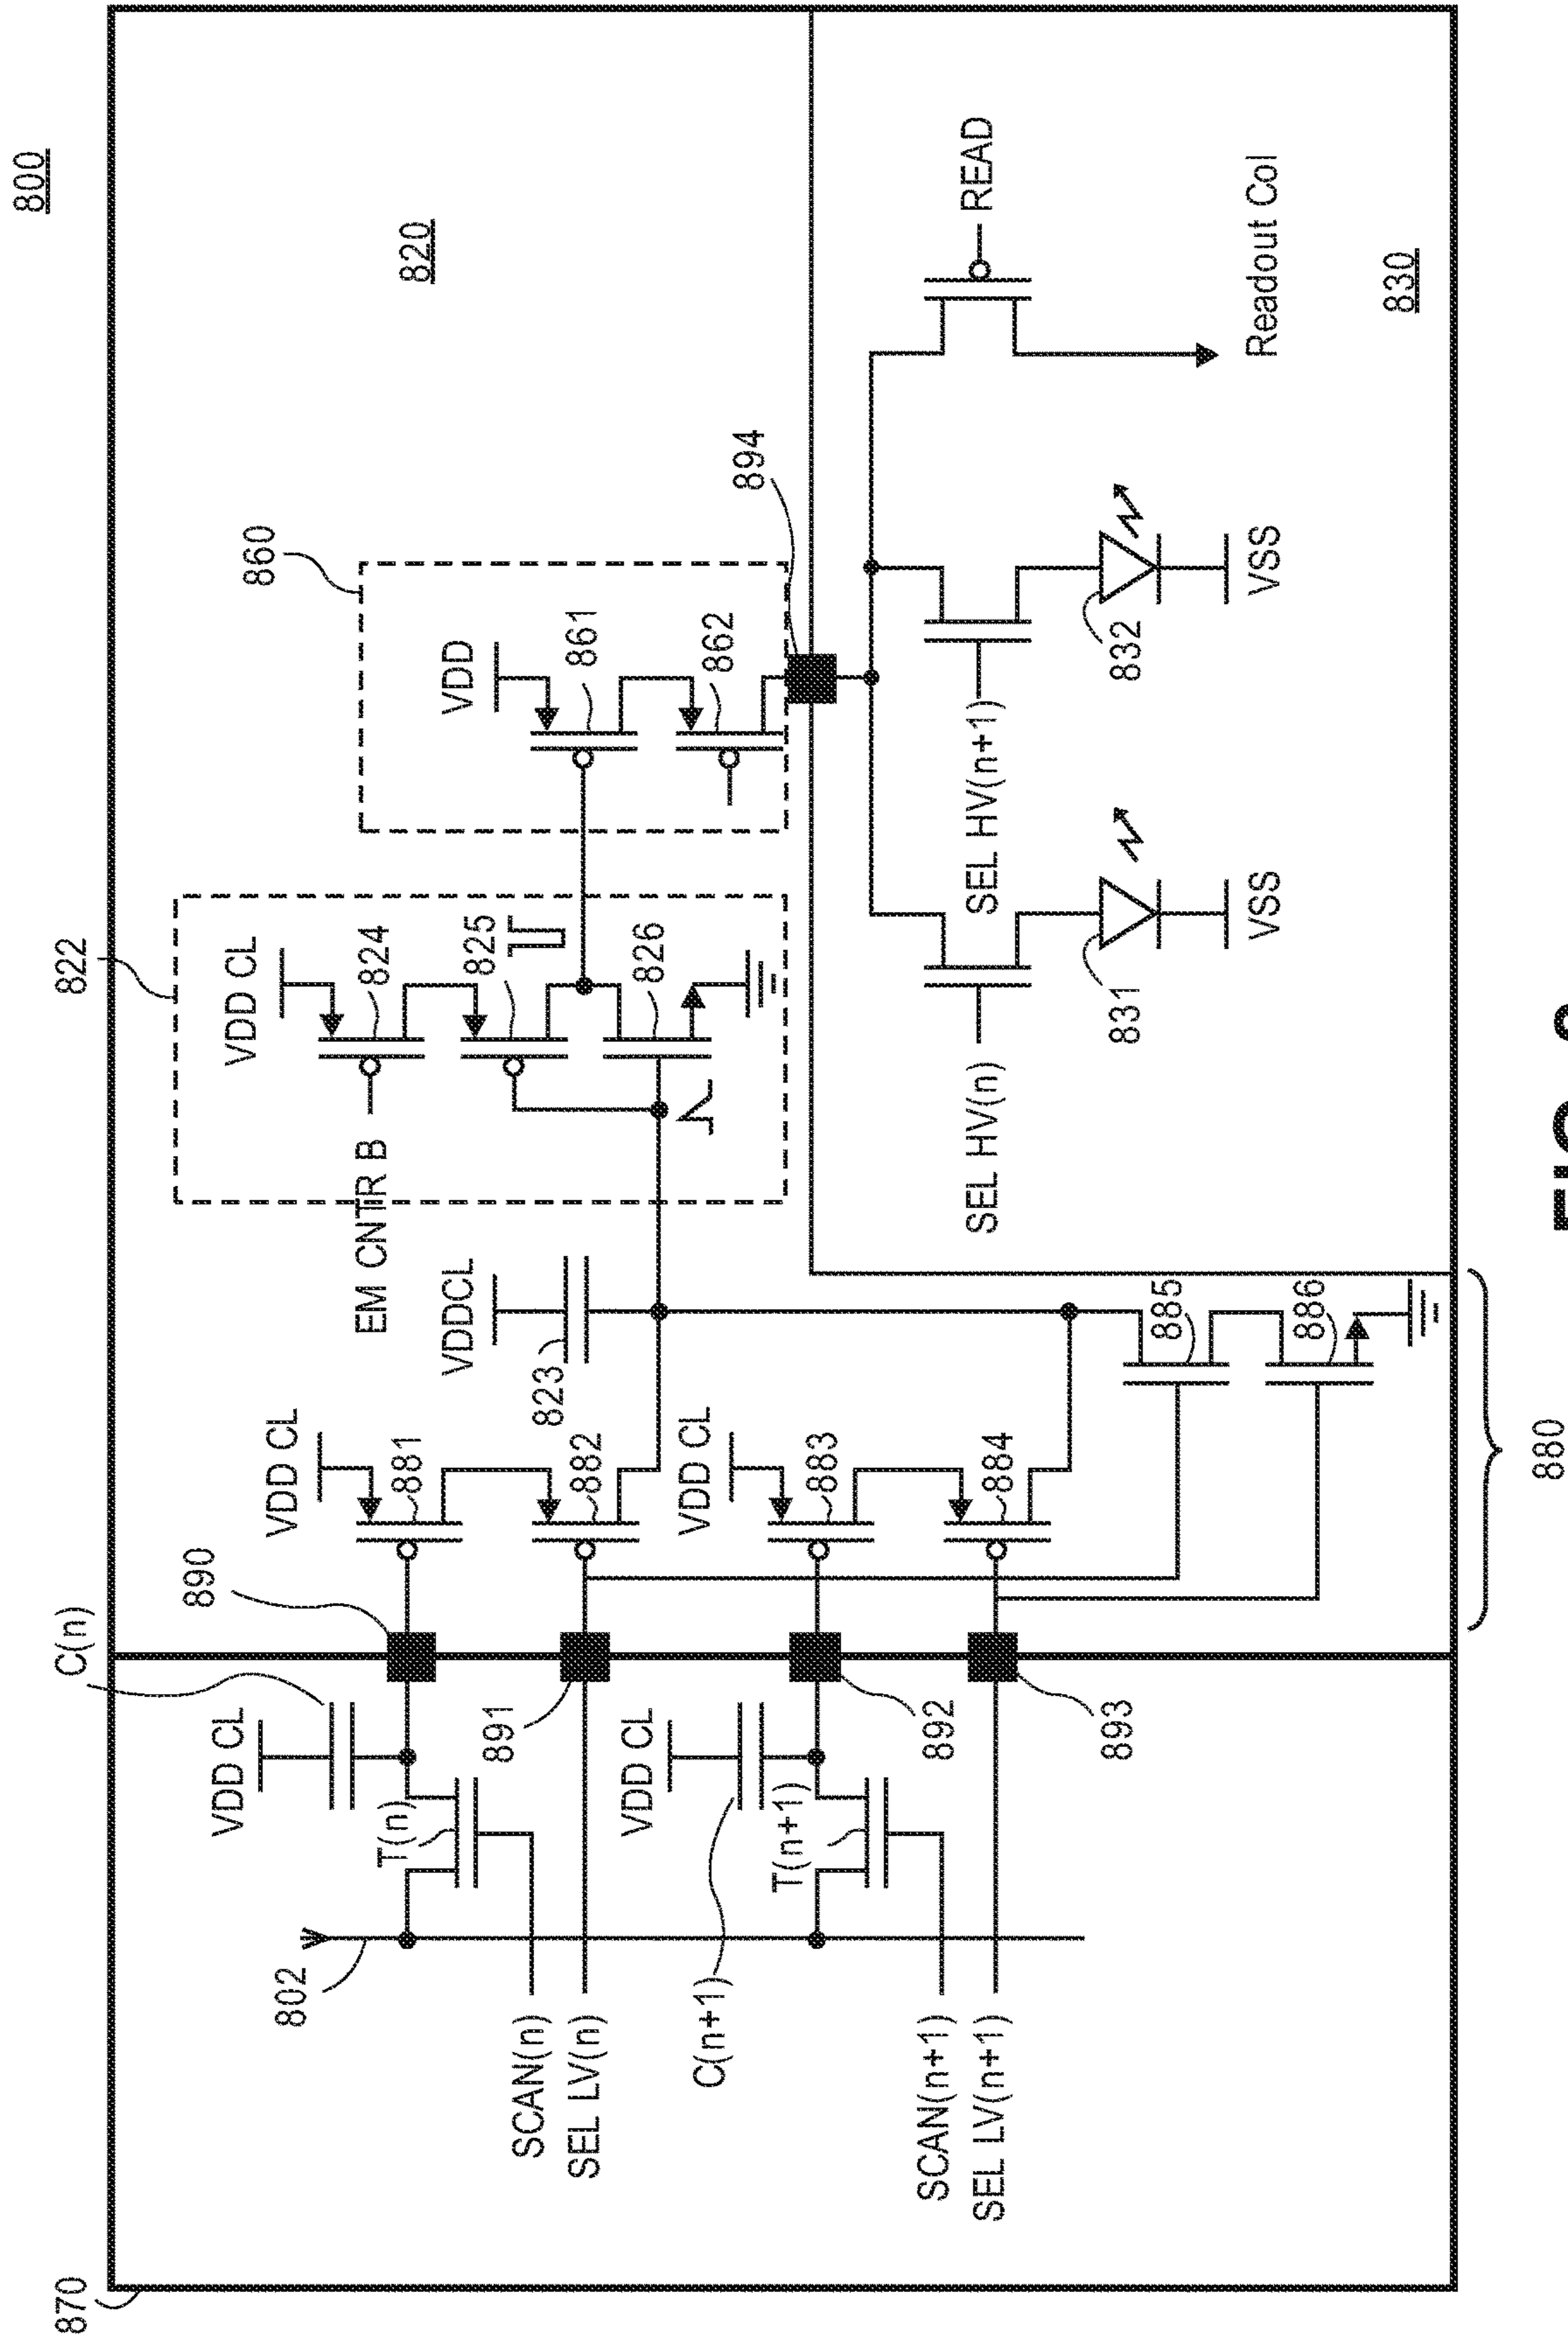 800
870
C(n)
822
860
820
890
VDD CL
VDD CL
VDD CL
VDD
894
T(n)
881
VDDCL
EM CNTR B
824
825
826
861
862
802
891
882
823
SCAN(n)
SEL LV(n)
VDD CL
VDD CL
C(n+1)
T(n+1)
892
883
884
893
SCAN(n+1)
SEL LV(n+1)
885
886
880
SEL HV(n)
SEL HV(n+1)
READ
831
832
VSS
VSS
Readout Col
830